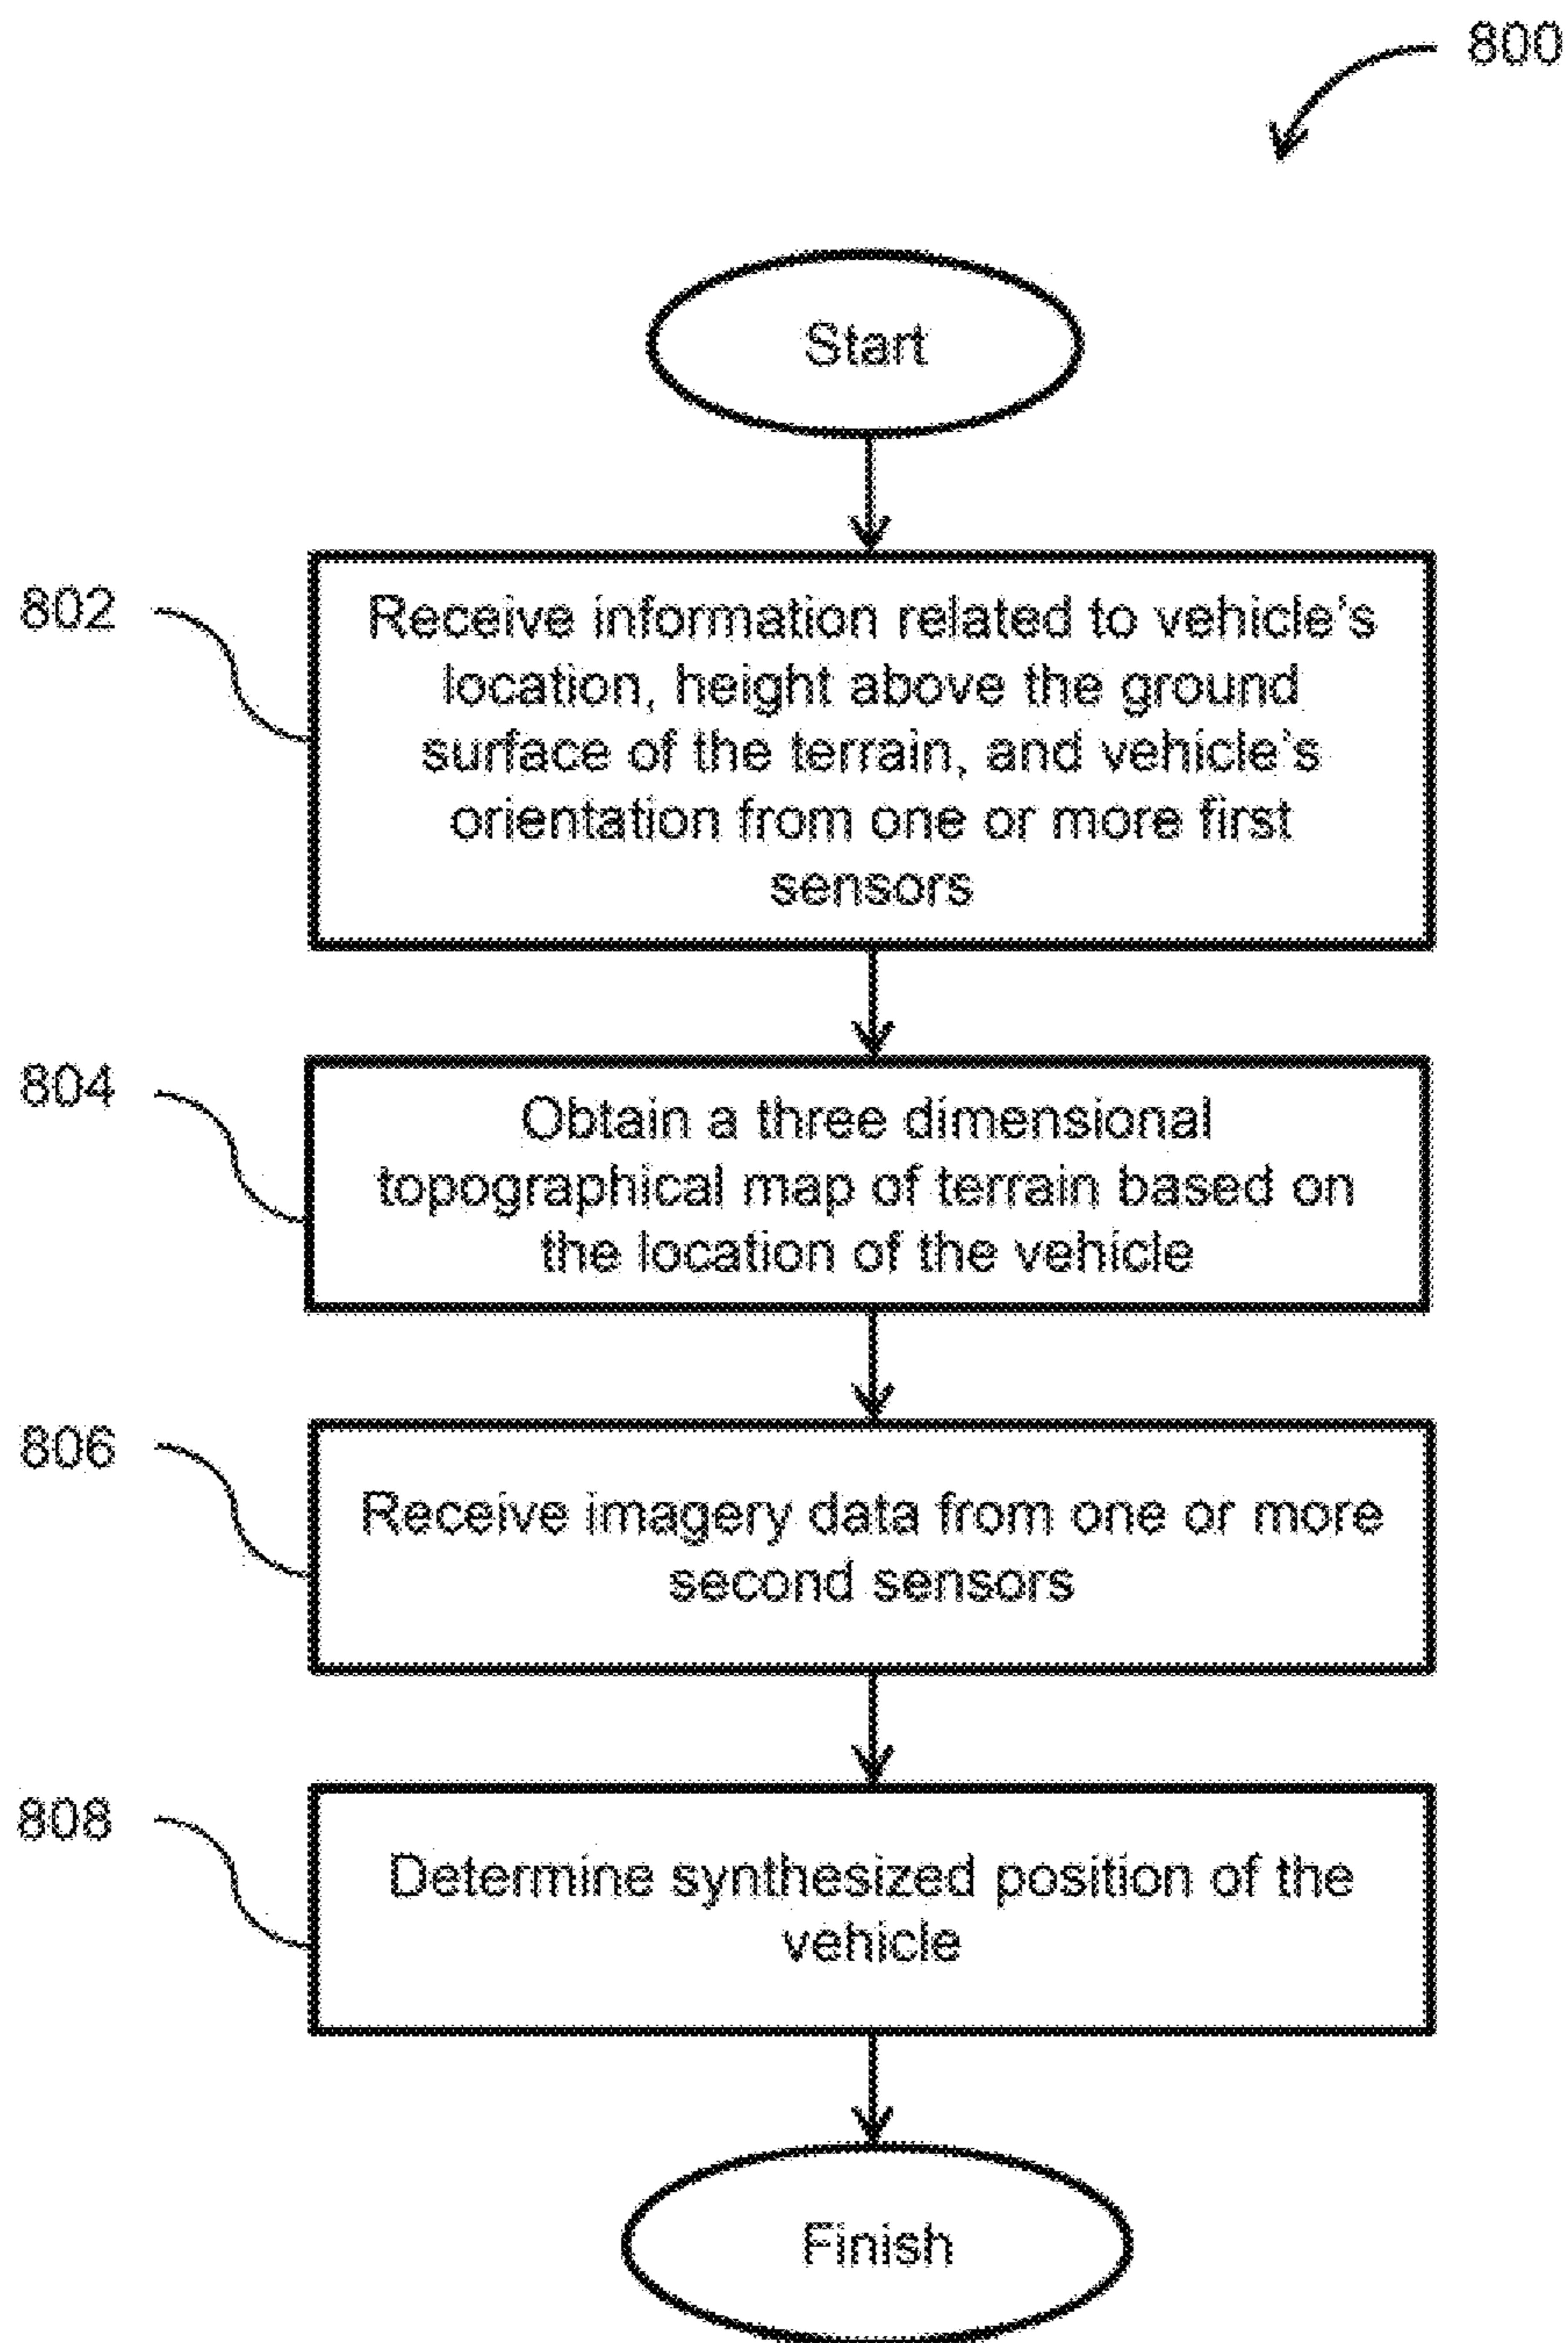 800
Start
802
Receive information related to vehicle's
location, height above the ground
surface of the terrain, and vehicle's
orientation from one or more first
sensors
804
Obtain a three dimensional
topographical map of terrain based on
the location of the vehicle
806
Receive imagery data from one or more
second sensors
808
Determine synthesized position of the
vehicle
Finish